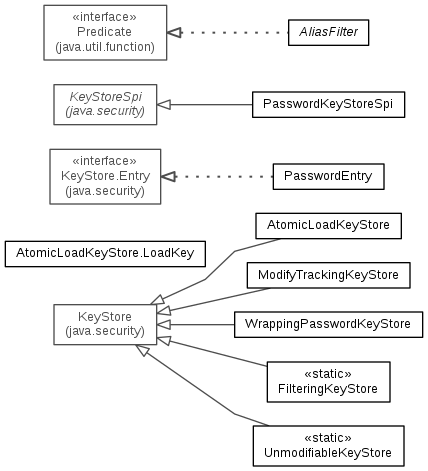 «interface»
Predicate
(java.util.function)
AliasFilter
KeyStoreSpi
(java.security)
PasswordKeyStoreSpi
«interface»
KeyStore.Entry
(java.security)
PasswordEntry
AtomicLoadKeyStore
AtomicLoadKeyStore.LoadKey
ModifyTrackingKeyStore
KeyStore
(java.security)
WrappingPasswordKeyStore
«static»
FilteringKeyStore
«static»
UnmodifiableKeyStore